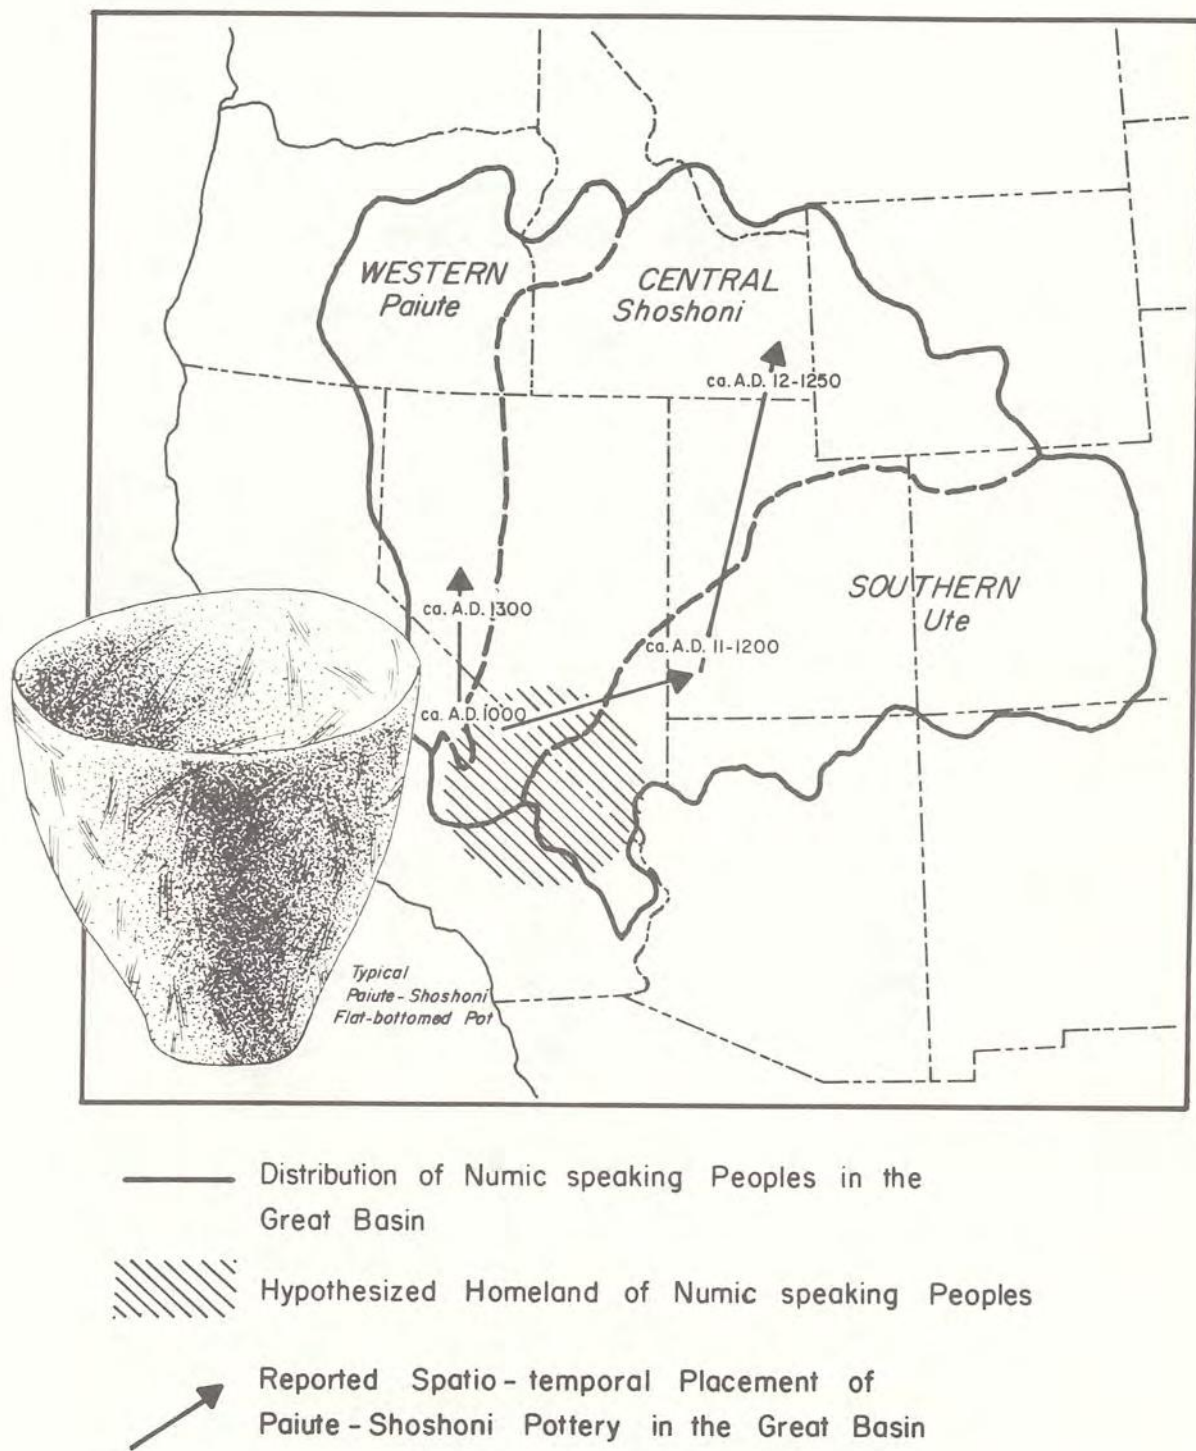 WESTERN
Paiute
CENTRAL
Shoshoni
ca. A.D. 12-1250
SOUTHERN
Ute
ca. A.D. 1300
ca. A.D. 11-1200
ca. A.D. 1000
Typical
Paiute-Shoshoni
Flat-bottomed Pot
Distribution of Numic speaking Peoples in the
Great Basin
Hypothesized Homeland of Numic speaking Peoples
Reported Spatio-temporal Placement of
Paiute-Shoshoni Pottery in the Great Basin